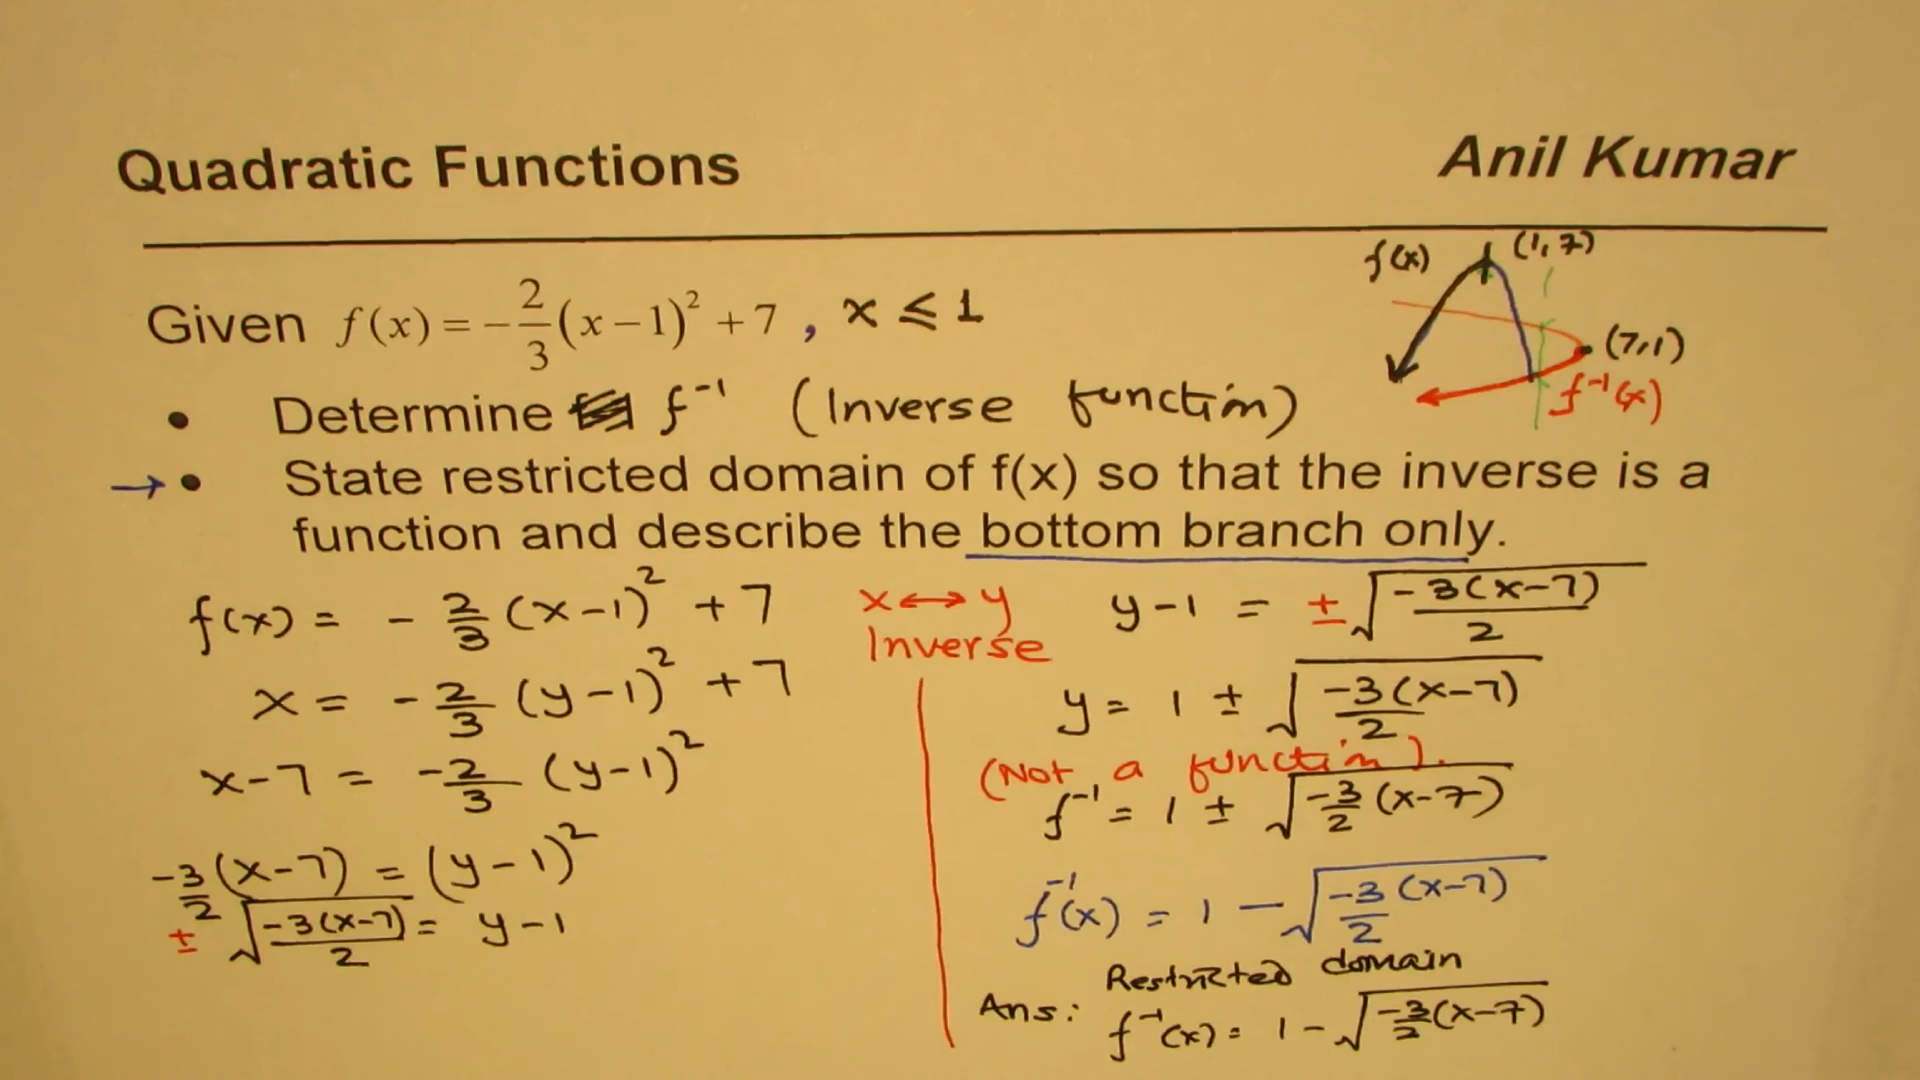 Quadratic Functions
Anil Kumar
Given f(x) = -2/3 (x-1)² + 7 , x ⩽ 1
f(x)
(1, 7)
(7, 1)
f⁻¹(x)
• Determine f⁻¹ (Inverse function)
→ • State restricted domain of f(x) so that the inverse is a
function and describe the bottom branch only.
f(x) = - 2/3 (x-1)² + 7
x = - 2/3 (y-1)² + 7
x-7 = -2/3 (y-1)²
-3/2 (x-7) = (y-1)²
± √(-3(x-7)/2) = y-1
x ↔ y
Inverse
y-1 = ± √(-3(x-7)/2)
y = 1 ± √(-3(x-7)/2)
(Not a function).
f⁻¹ = 1 ± √(-3/2 (x-7))
f⁻¹(x) = 1 - √(-3/2 (x-7))
Restricted domain
Ans: f⁻¹(x) = 1 - √(-3/2 (x-7))